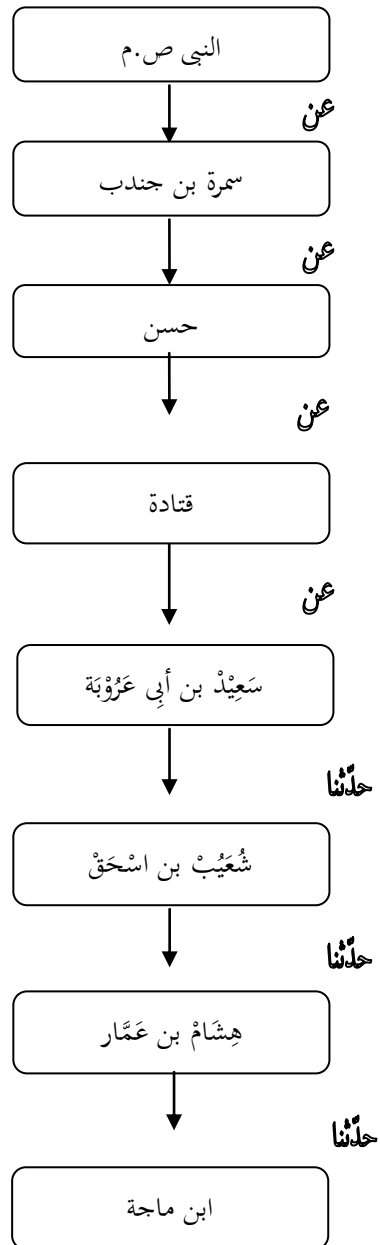 النبى ص.م
عن
سمرة بن جندب
عن
حسن
عن
قتادة
عن
سَعِيْدْ بن أبِى عَرُوْبَة
حدّثنا
شُعَيُبْ بن اسْحَقْ
حدّثنا
هِشَامْ بن عَمَّار
حدّثنا
ابن ماجة